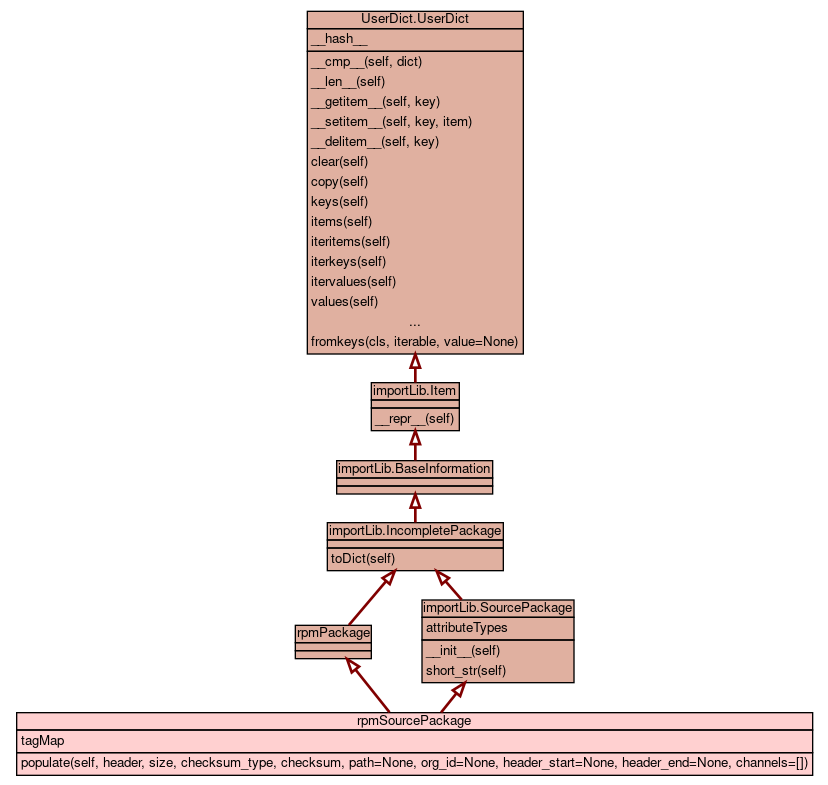 UserDict.UserDict
__hash__
__cmp__(self, dict)
__len__(self)
__getitem__(self, key)
__setitem__(self, key, item)
__delitem__(self, key)
clear(self)
copy(self)
keys(self)
items(self)
iteritems(self)
iterkeys(self)
itervalues(self)
values(self)
...
fromkeys(cls, iterable, value=None)
importLib.Item
__repr__(self)
importLib.BaseInformation
importLib.IncompletePackage
toDict(self)
importLib.SourcePackage
attributeTypes
__init__(self)
short_str(self)
rpmPackage
rpmSourcePackage
tagMap
populate(self, header, size, checksum_type, checksum, path=None, org_id=None, header_start=None, header_end=None, channels=[])